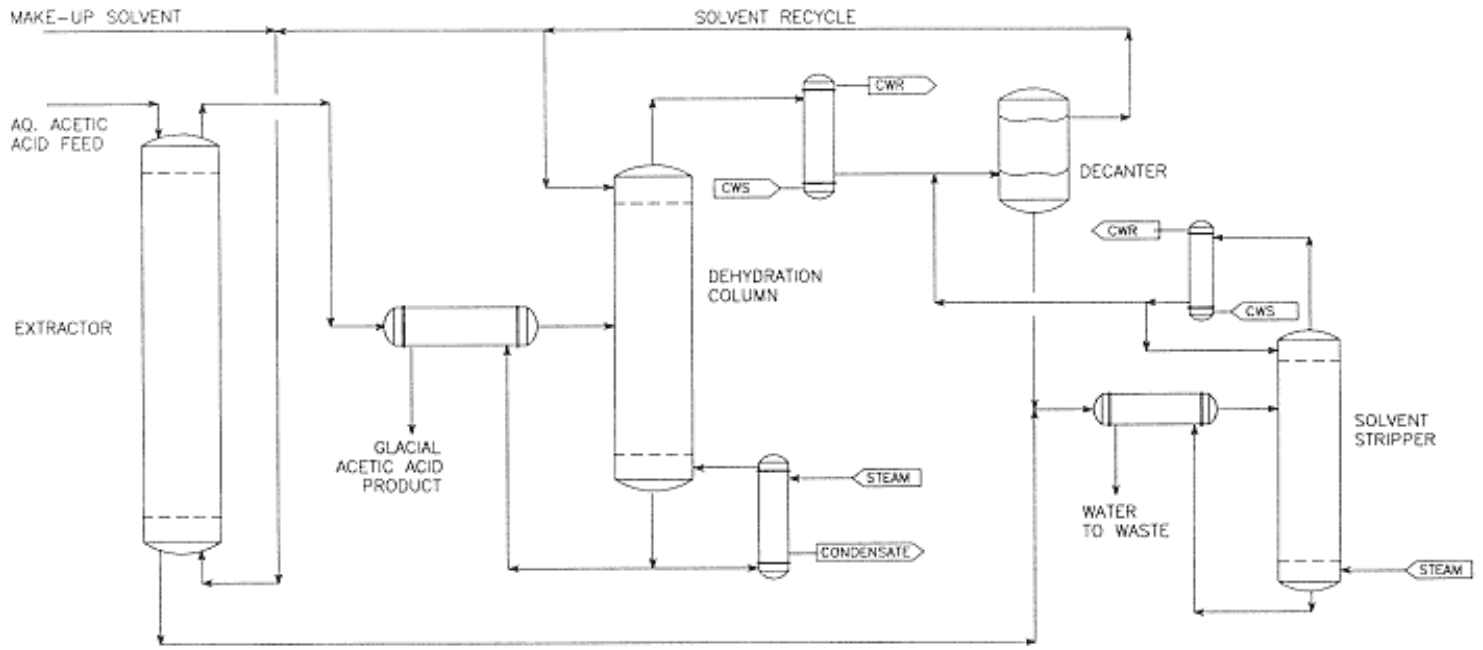 MAKE-UP SOLVENT
SOLVENT RECYCLE
AQ. ACETIC
ACID FEED
CWR
CWS
DECANTER
CWR
CWS
DEHYDRATION
COLUMN
EXTRACTOR
GLACIAL
ACETIC ACID
PRODUCT
STEAM
CONDENSATE
SOLVENT
STRIPPER
WATER
TO WASTE
STEAM